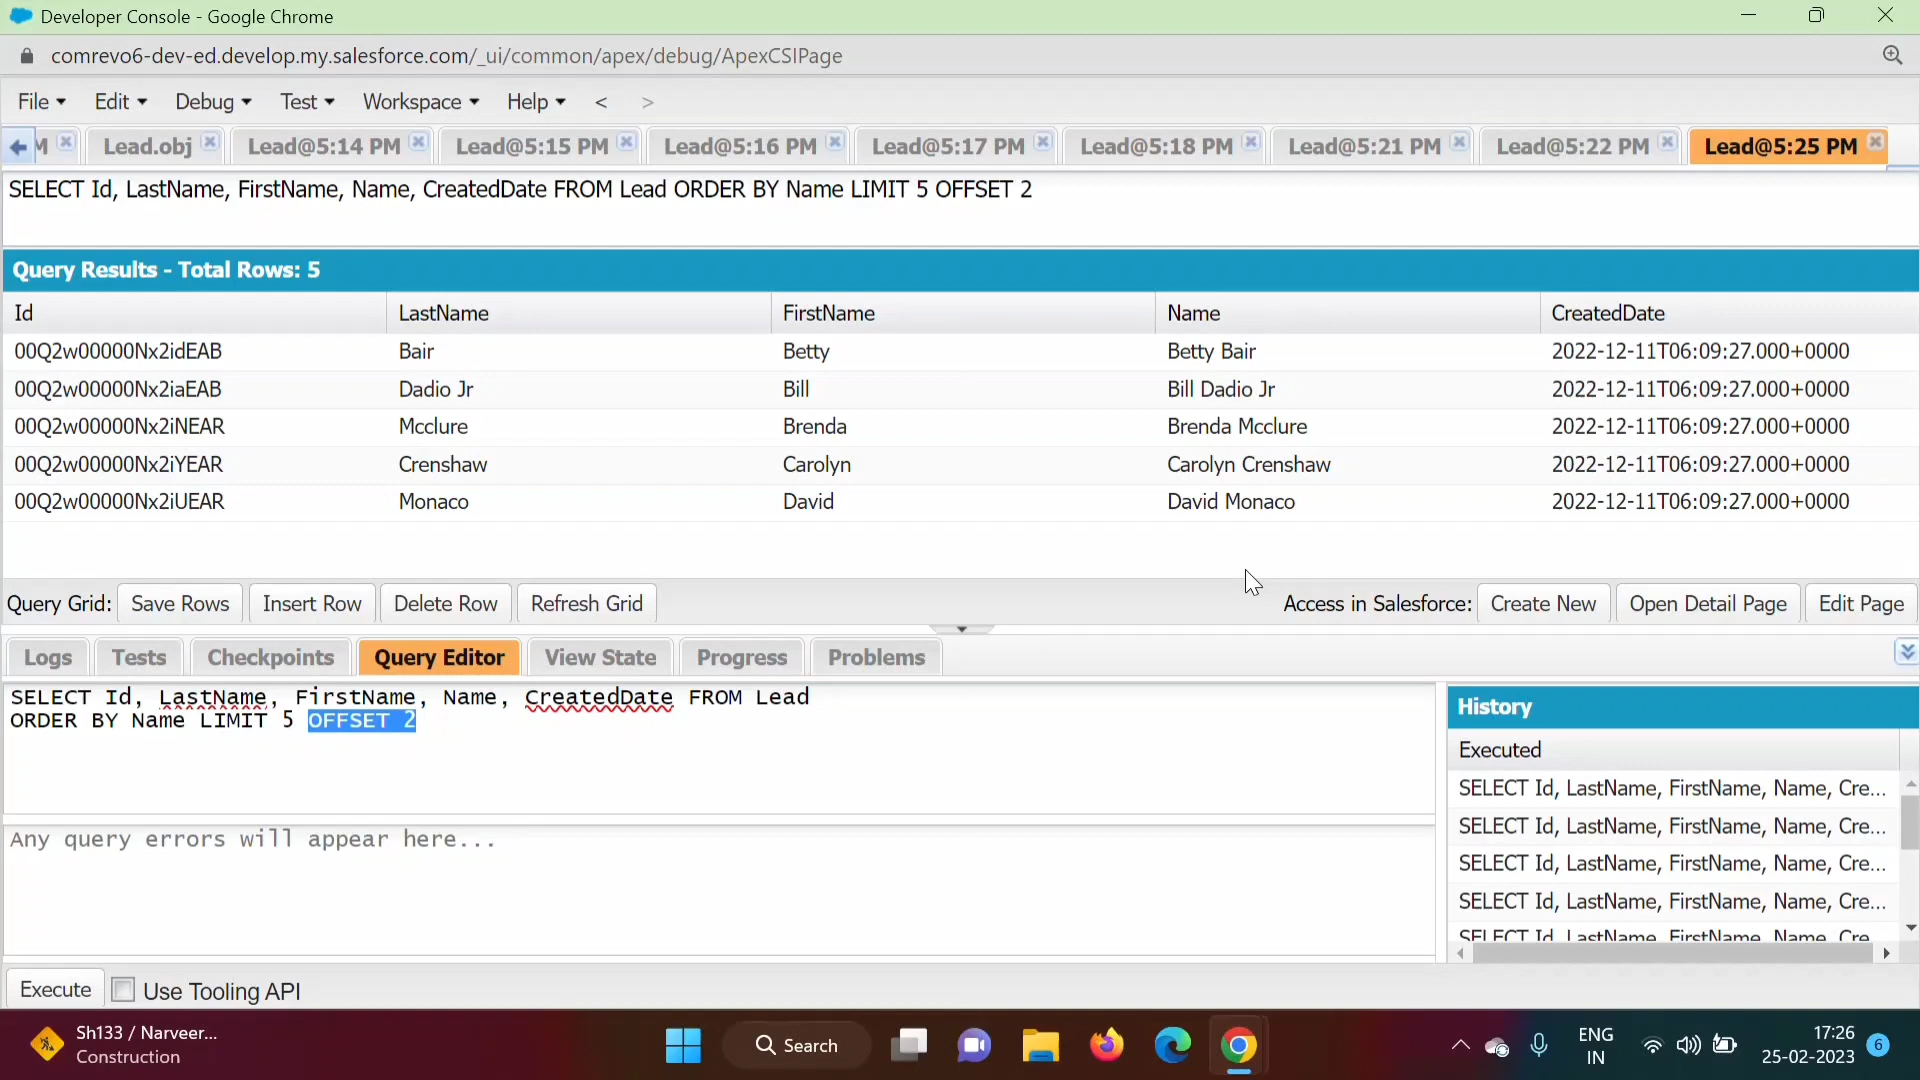 Developer Console - Google Chrome
comrevo6-dev-ed.develop.my.salesforce.com/_ui/common/apex/debug/ApexCSIPage
File Edit Debug Test Workspace Help < >
M Lead.obj Lead@5:14 PM Lead@5:15 PM Lead@5:16 PM Lead@5:17 PM Lead@5:18 PM Lead@5:21 PM Lead@5:22 PM Lead@5:25 PM
SELECT Id, LastName, FirstName, Name, CreatedDate FROM Lead ORDER BY Name LIMIT 5 OFFSET 2
Query Results - Total Rows: 5
Id LastName FirstName Name CreatedDate
00Q2w00000Nx2idEAB Bair Betty Betty Bair 2022-12-11T06:09:27.000+0000
00Q2w00000Nx2iaEAB Dadio Jr Bill Bill Dadio Jr 2022-12-11T06:09:27.000+0000
00Q2w00000Nx2iNEAR Mcclure Brenda Brenda Mcclure 2022-12-11T06:09:27.000+0000
00Q2w00000Nx2iYEAR Crenshaw Carolyn Carolyn Crenshaw 2022-12-11T06:09:27.000+0000
00Q2w00000Nx2iUEAR Monaco David David Monaco 2022-12-11T06:09:27.000+0000
Query Grid: Save Rows Insert Row Delete Row Refresh Grid Access in Salesforce: Create New Open Detail Page Edit Page
Logs Tests Checkpoints Query Editor View State Progress Problems
SELECT Id, LastName, FirstName, Name, CreatedDate FROM Lead
ORDER BY Name LIMIT 5 OFFSET 2
Any query errors will appear here...
History
Executed
SELECT Id, LastName, FirstName, Name, Cre...
SELECT Id, LastName, FirstName, Name, Cre...
SELECT Id, LastName, FirstName, Name, Cre...
SELECT Id, LastName, FirstName, Name, Cre...
SELECT Id, LastName, FirstName, Name, Cre...
Execute Use Tooling API
Sh133 / Narveer...
Construction
Search
ENG
IN
17:26
25-02-2023
6